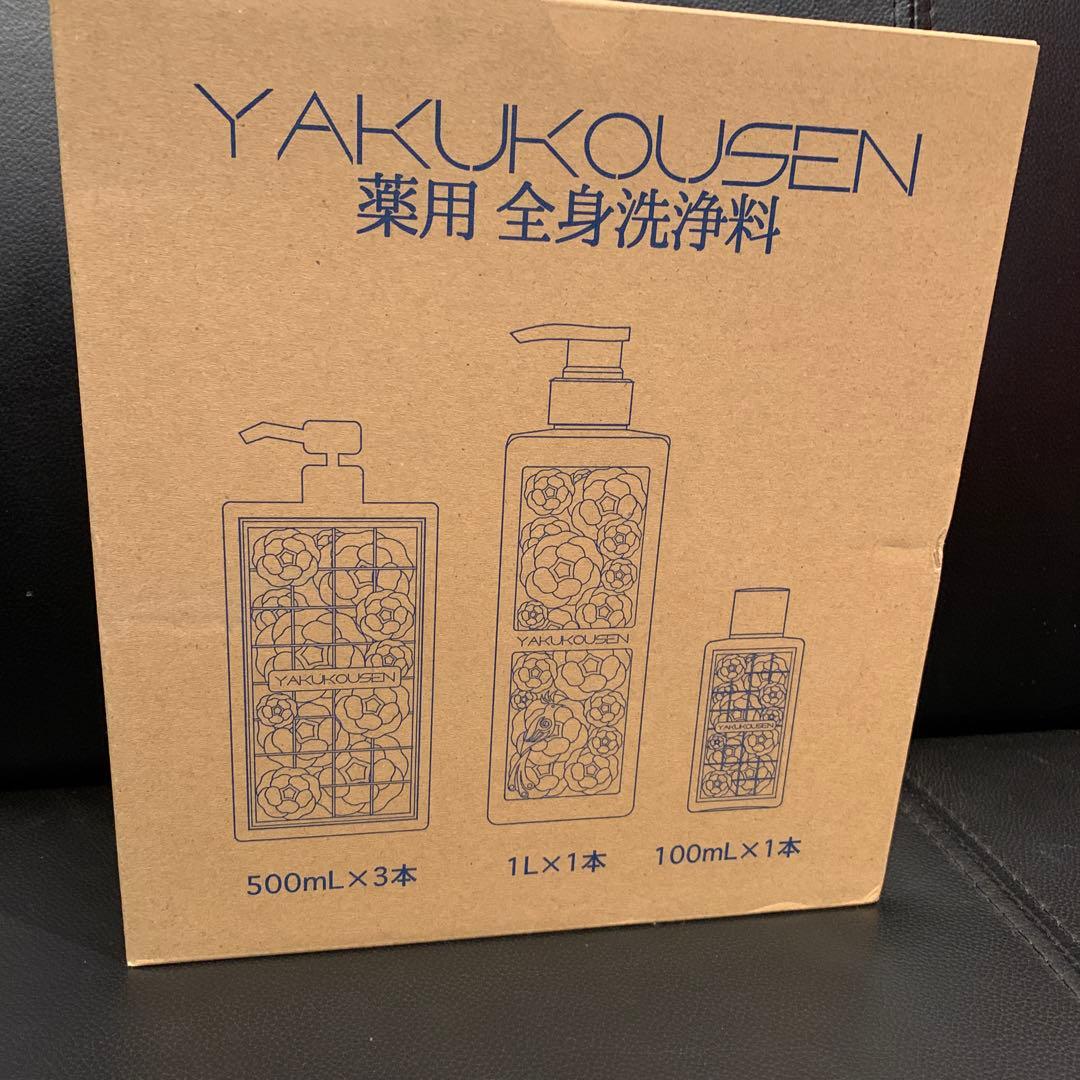 YAKUKOUSEN
薬用 全身洗浄料
YAKUKOUSEN
YAKUKOUSEN
YAKUKOUSEN
500mL×3本
1L×1本
100mL×1本